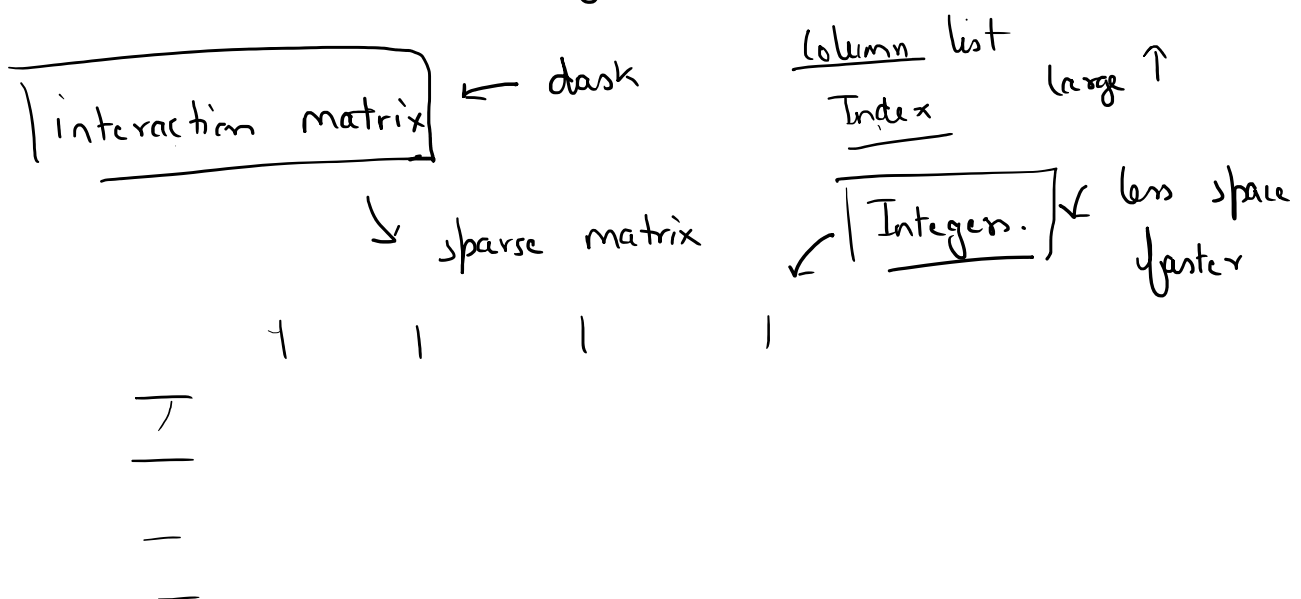 interaction matrix
← dask
↘ sparse matrix
Column list
Index
large ↑
Integers.
less space
faster